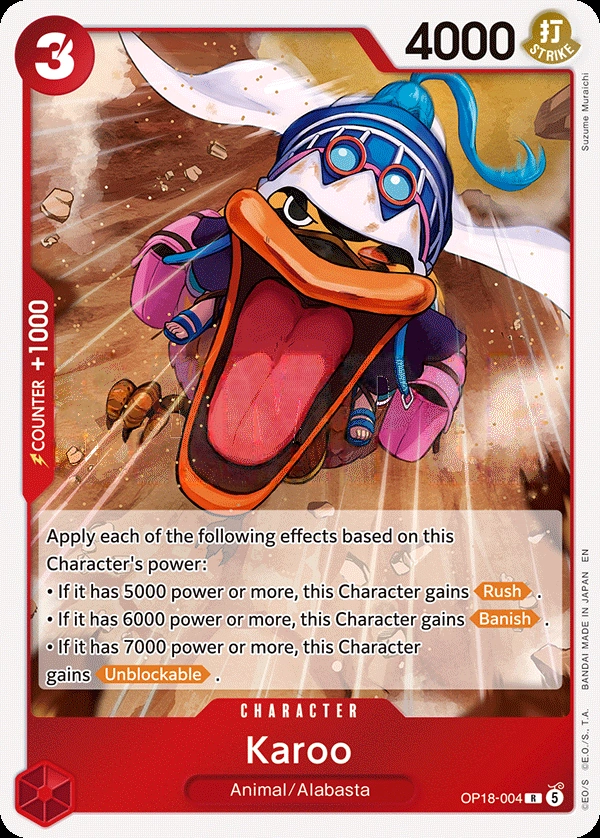 3
4000
打
STRIKE
Suzume Muraichi
COUNTER +1000
Apply each of the following effects based on this
Character's power:
• If it has 5000 power or more, this Character gains Rush .
• If it has 6000 power or more, this Character gains Banish .
• If it has 7000 power or more, this Character
gains Unblockable .
CHARACTER
Karoo
Animal/Alabasta
OP18-004 R 5
©EO/S ©E.O./S., T.A. BANDAI MADE IN JAPAN EN